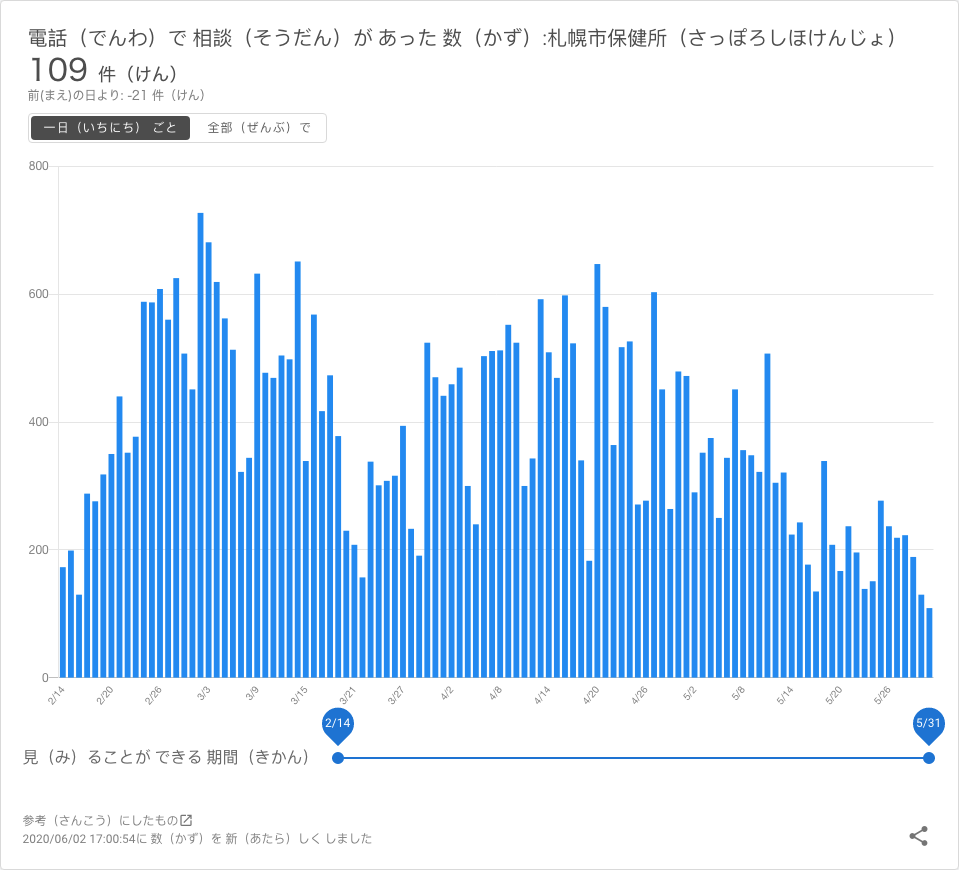 電話（でんわ）で 相談（そうだん）が あった 数（かず）:札幌市保健所（さっぽろしほけんじょ）
109 件（けん）
前(まえ)の日より: -21 件（けん）
一日（いちにち） ごと 全部（ぜんぶ）で
800
600
400
200
0
2/14 2/20 2/26 3/3 3/9 3/15 3/21 3/27 4/2 4/8 4/14 4/20 4/26 5/2 5/8 5/14 5/20 5/26
2/14 5/31
見（み）ることが できる 期間（きかん）
参考（さんこう）にしたもの
2020/06/02 17:00:54に 数（かず）を 新（あたら）しく しました